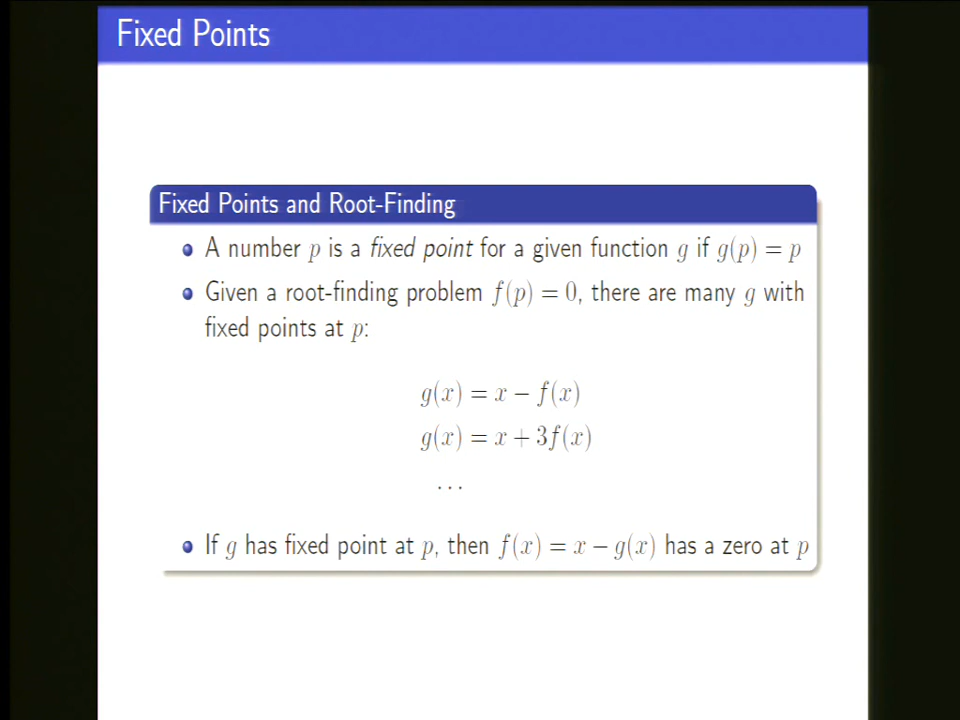 Fixed Points
Fixed Points and Root-Finding
A number p is a fixed point for a given function g if g(p) = p
Given a root-finding problem f(p) = 0, there are many g with
fixed points at p:
g(x) = x − f(x)
g(x) = x + 3f(x)
...
If g has fixed point at p, then f(x) = x − g(x) has a zero at p